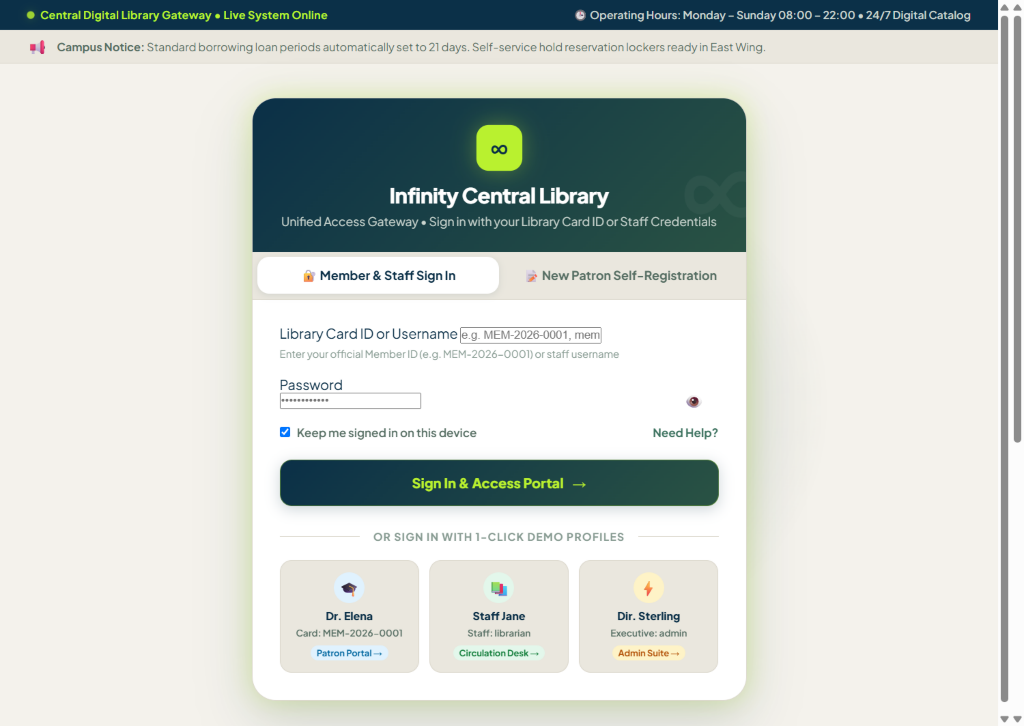 Central Digital Library Gateway • Live System Online
Operating Hours: Monday – Sunday 08:00 – 22:00 • 24/7 Digital Catalog
Campus Notice: Standard borrowing loan periods automatically set to 21 days. Self-service hold reservation lockers ready in East Wing.
∞
Infinity Central Library
Unified Access Gateway • Sign in with your Library Card ID or Staff Credentials
Member & Staff Sign In
New Patron Self-Registration
Library Card ID or Username e.g. MEM-2026-0001, mem
Enter your official Member ID (e.g. MEM-2026-0001) or staff username
Password
••••••••••••
Keep me signed in on this device
Need Help?
Sign In & Access Portal →
OR SIGN IN WITH 1-CLICK DEMO PROFILES
Dr. Elena
Card: MEM-2026-0001
Patron Portal →
Staff Jane
Staff: librarian
Circulation Desk →
Dir. Sterling
Executive: admin
Admin Suite →